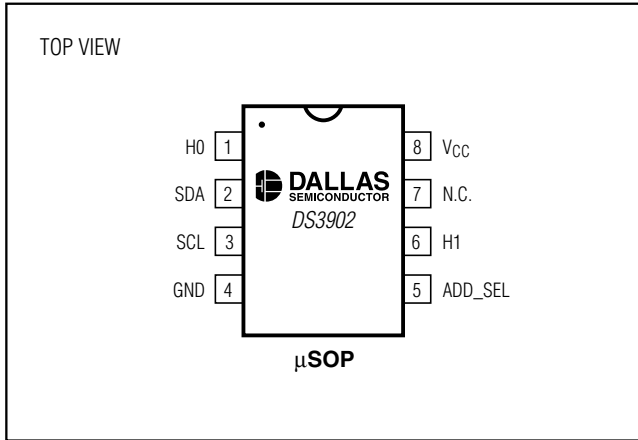 TOP VIEW
H0 1
8 VCC
DALLAS
SEMICONDUCTOR
SDA 2
7 N.C.
DS3902
SCL 3
6 H1
GND 4
5 ADD_SEL
µSOP